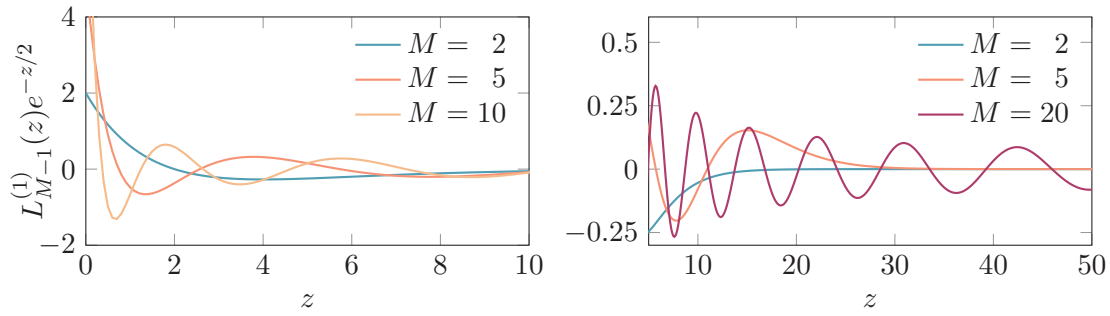 L_{M−1}^{(1)}(z)e^{−z/2}
4
2
0
−2
0 2 4 6 8 10
z
M = 2
M = 5
M = 10
0.5
0.25
0
−0.25
10 20 30 40 50
z
M = 2
M = 5
M = 20